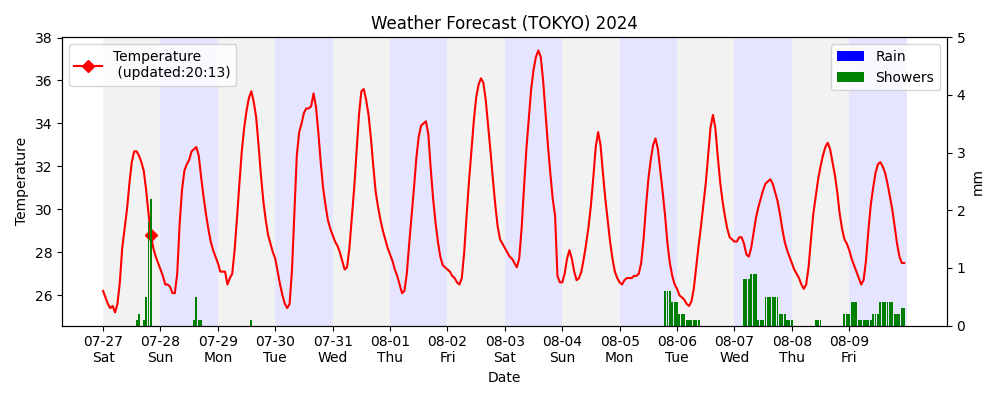 Weather Forecast (TOKYO) 2024
38
36
34
32
30
28
26
Temperature
Temperature
(updated:20:13)
Rain
Showers
5
4
3
2
1
0
mm
07-27 07-28 07-29 07-30 07-31 08-01 08-02 08-03 08-04 08-05 08-06 08-07 08-08 08-09
Sat Sun Mon Tue Wed Thu Fri Sat Sun Mon Tue Wed Thu Fri
Date